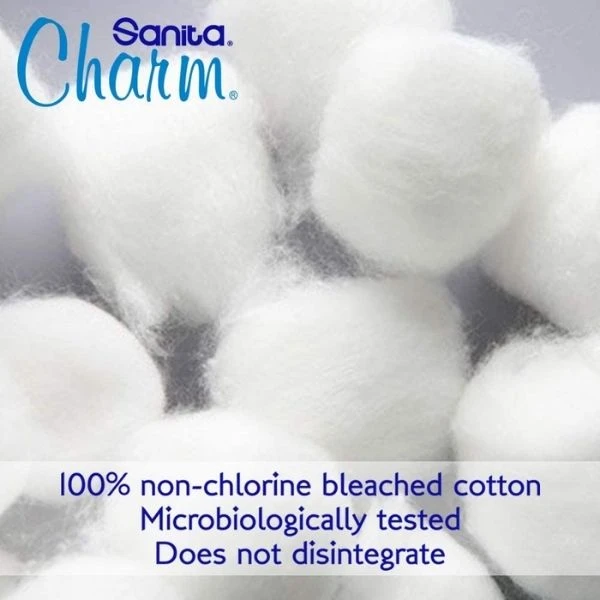 Sanita®
Charm®
100% non-chlorine bleached cotton
Microbiologically tested
Does not disintegrate